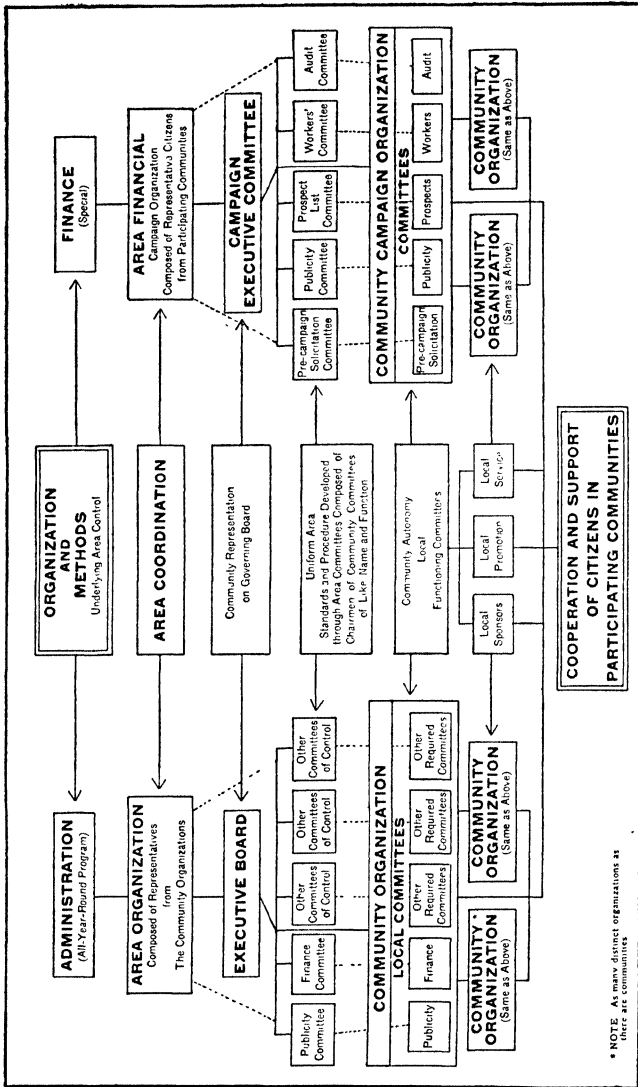 ORGANIZATION
AND
METHODS
Underlying Area Control
ADMINISTRATION
(All-Year-Round Program)
FINANCE
(Special)
AREA ORGANIZATION
Composed of Representatives
from
The Community Organizations
AREA COORDINATION
AREA FINANCIAL
Campaign Organization
Composed of Representative Citizens
from Participating Communities
EXECUTIVE BOARD
Community Representation
on Governing Board
CAMPAIGN
EXECUTIVE COMMITTEE
Publicity
Committee
Finance
Committee
Other
Committees
of Control
Other
Committees
of Control
Other
Committees
of Control
Uniform Area
Standards and Procedure Developed
through Area Committees Composed of
Chairmen of Community Committees
of Like Name and Function
Pre-campaign
Solicitation
Committee
Publicity
Committee
Prospect
List
Committee
Workers'
Committee
Audit
Committee
COMMUNITY ORGANIZATION
LOCAL COMMITTEES
Publicity
Finance
Other
Required
Committees
Other
Required
Committees
Other
Required
Committees
Community Autonomy
Local
Functioning Committees
COMMUNITY CAMPAIGN ORGANIZATION
COMMITTEES
Pre-campaign
Solicitation
Publicity
Prospects
Workers
Audit
COMMUNITY *
ORGANIZATION
(Same as Above)
COMMUNITY
ORGANIZATION
(Same as Above)
Local
Sponsors
Local
Promotion
Local
Service
COMMUNITY
ORGANIZATION
(Same as Above)
COMMUNITY
ORGANIZATION
(Same as Above)
COOPERATION AND SUPPORT
OF CITIZENS IN
PARTICIPATING COMMUNITIES
* NOTE As many distinct organizations as
there are communities